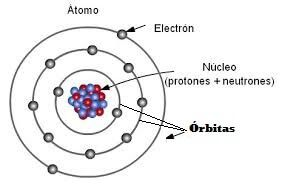 Átomo
Electrón
Núcleo
(protones + neutrones)
Órbitas